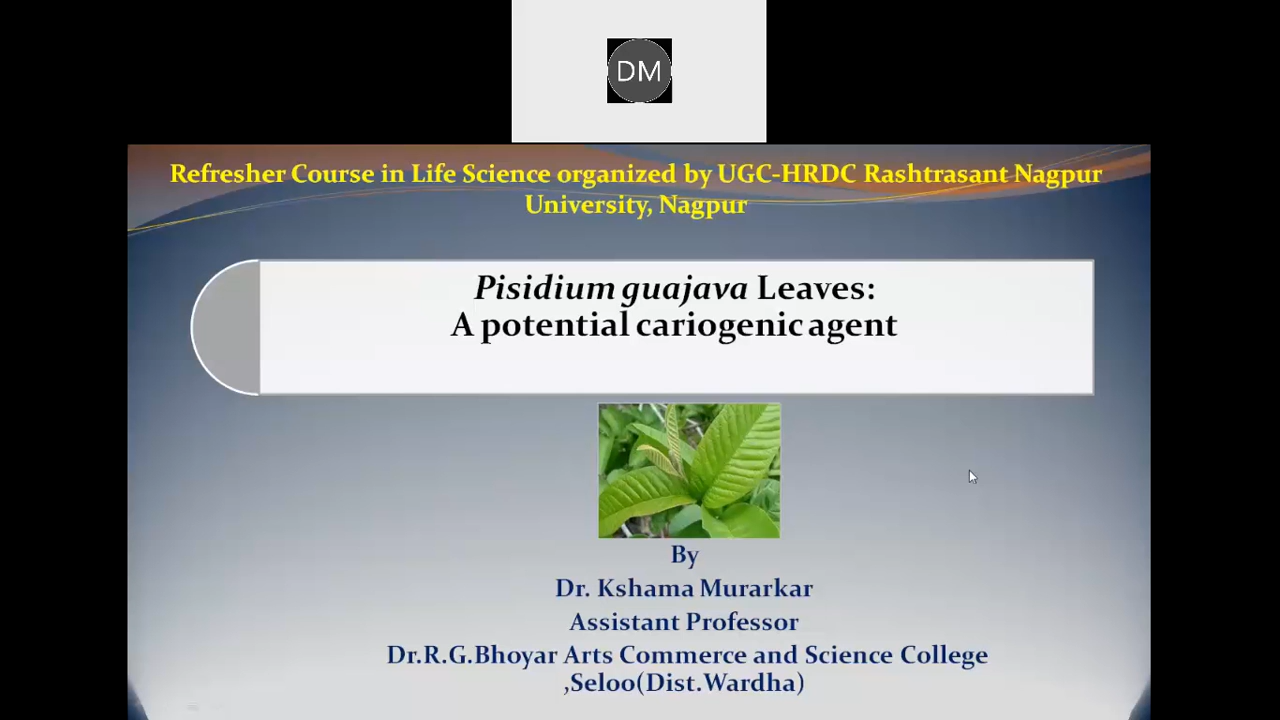 DM
Refresher Course in Life Science organized by UGC-HRDC Rashtrasant Nagpur
University, Nagpur
Pisidium guajava Leaves:
A potential cariogenic agent
By
Dr. Kshama Murarkar
Assistant Professor
Dr.R.G.Bhoyar Arts Commerce and Science College
,Seloo(Dist.Wardha)